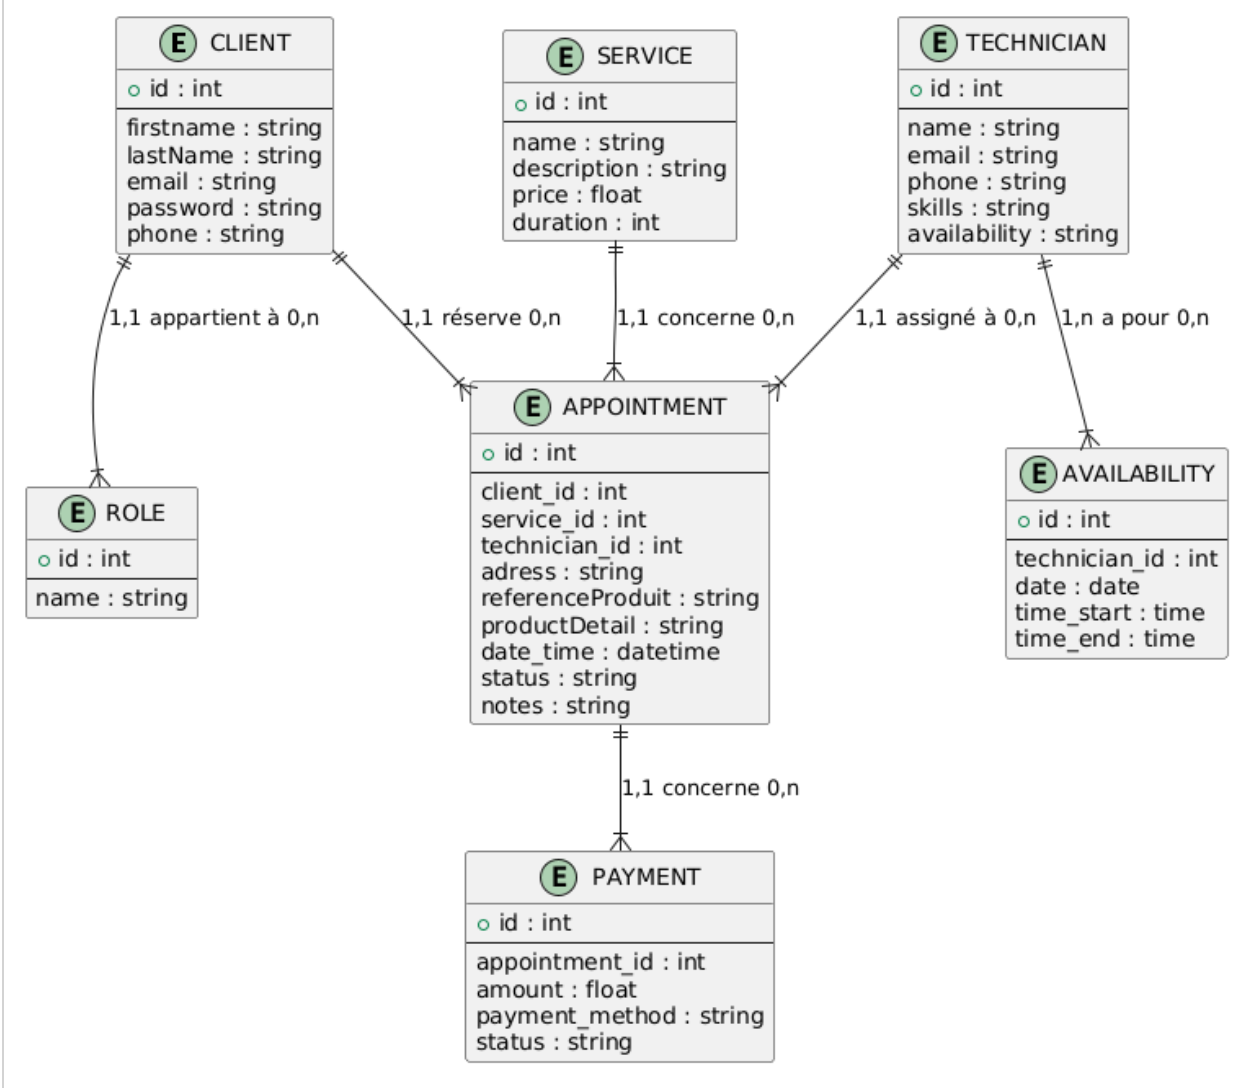 E CLIENT
id : int
firstname : string
lastName : string
email : string
password : string
phone : string
E SERVICE
id : int
name : string
description : string
price : float
duration : int
E TECHNICIAN
id : int
name : string
email : string
phone : string
skills : string
availability : string
1,1 appartient à 0,n
1,1 réserve 0,n
1,1 concerne 0,n
1,1 assigné à 0,n
1,n a pour 0,n
E ROLE
id : int
name : string
E APPOINTMENT
id : int
client_id : int
service_id : int
technician_id : int
adress : string
referenceProduit : string
productDetail : string
date_time : datetime
status : string
notes : string
E AVAILABILITY
id : int
technician_id : int
date : date
time_start : time
time_end : time
1,1 concerne 0,n
E PAYMENT
id : int
appointment_id : int
amount : float
payment_method : string
status : string